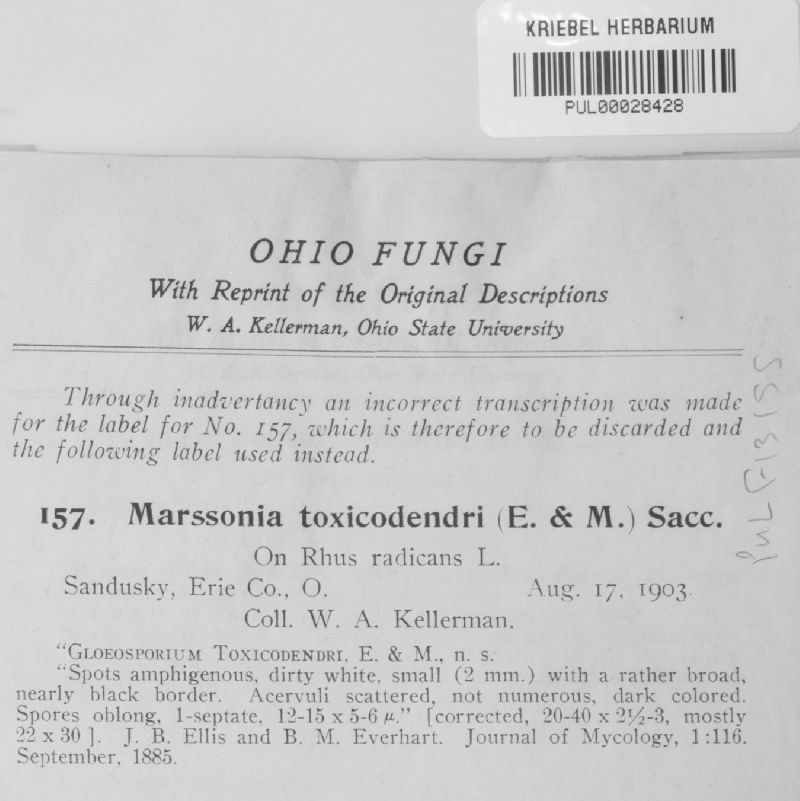 KRIEBEL HERBARIUM
PUL00028428
OHIO FUNGI
With Reprint of the Original Descriptions
W. A. Kellerman, Ohio State University
Through inadvertancy an incorrect transcription was made
for the label for No. 157, which is therefore to be discarded and
the following label used instead.
157. Marssonia toxicodendri (E. & M.) Sacc.
On Rhus radicans L.
Sandusky, Erie Co., O. Aug. 17, 1903.
Coll. W. A. Kellerman.
"GLOEOSPORIUM TOXICODENDRI, E. & M., n. s.
"Spots amphigenous, dirty white, small (2 mm.) with a rather broad,
nearly black border. Acervuli scattered, not numerous, dark colored.
Spores oblong, 1-septate, 12-15 x 5-6 µ." [corrected, 20-40 x 2½-3, mostly
22 x 30 ]. J. B. Ellis and B. M. Everhart. Journal of Mycology, 1:116.
September, 1885.
PUL F13155